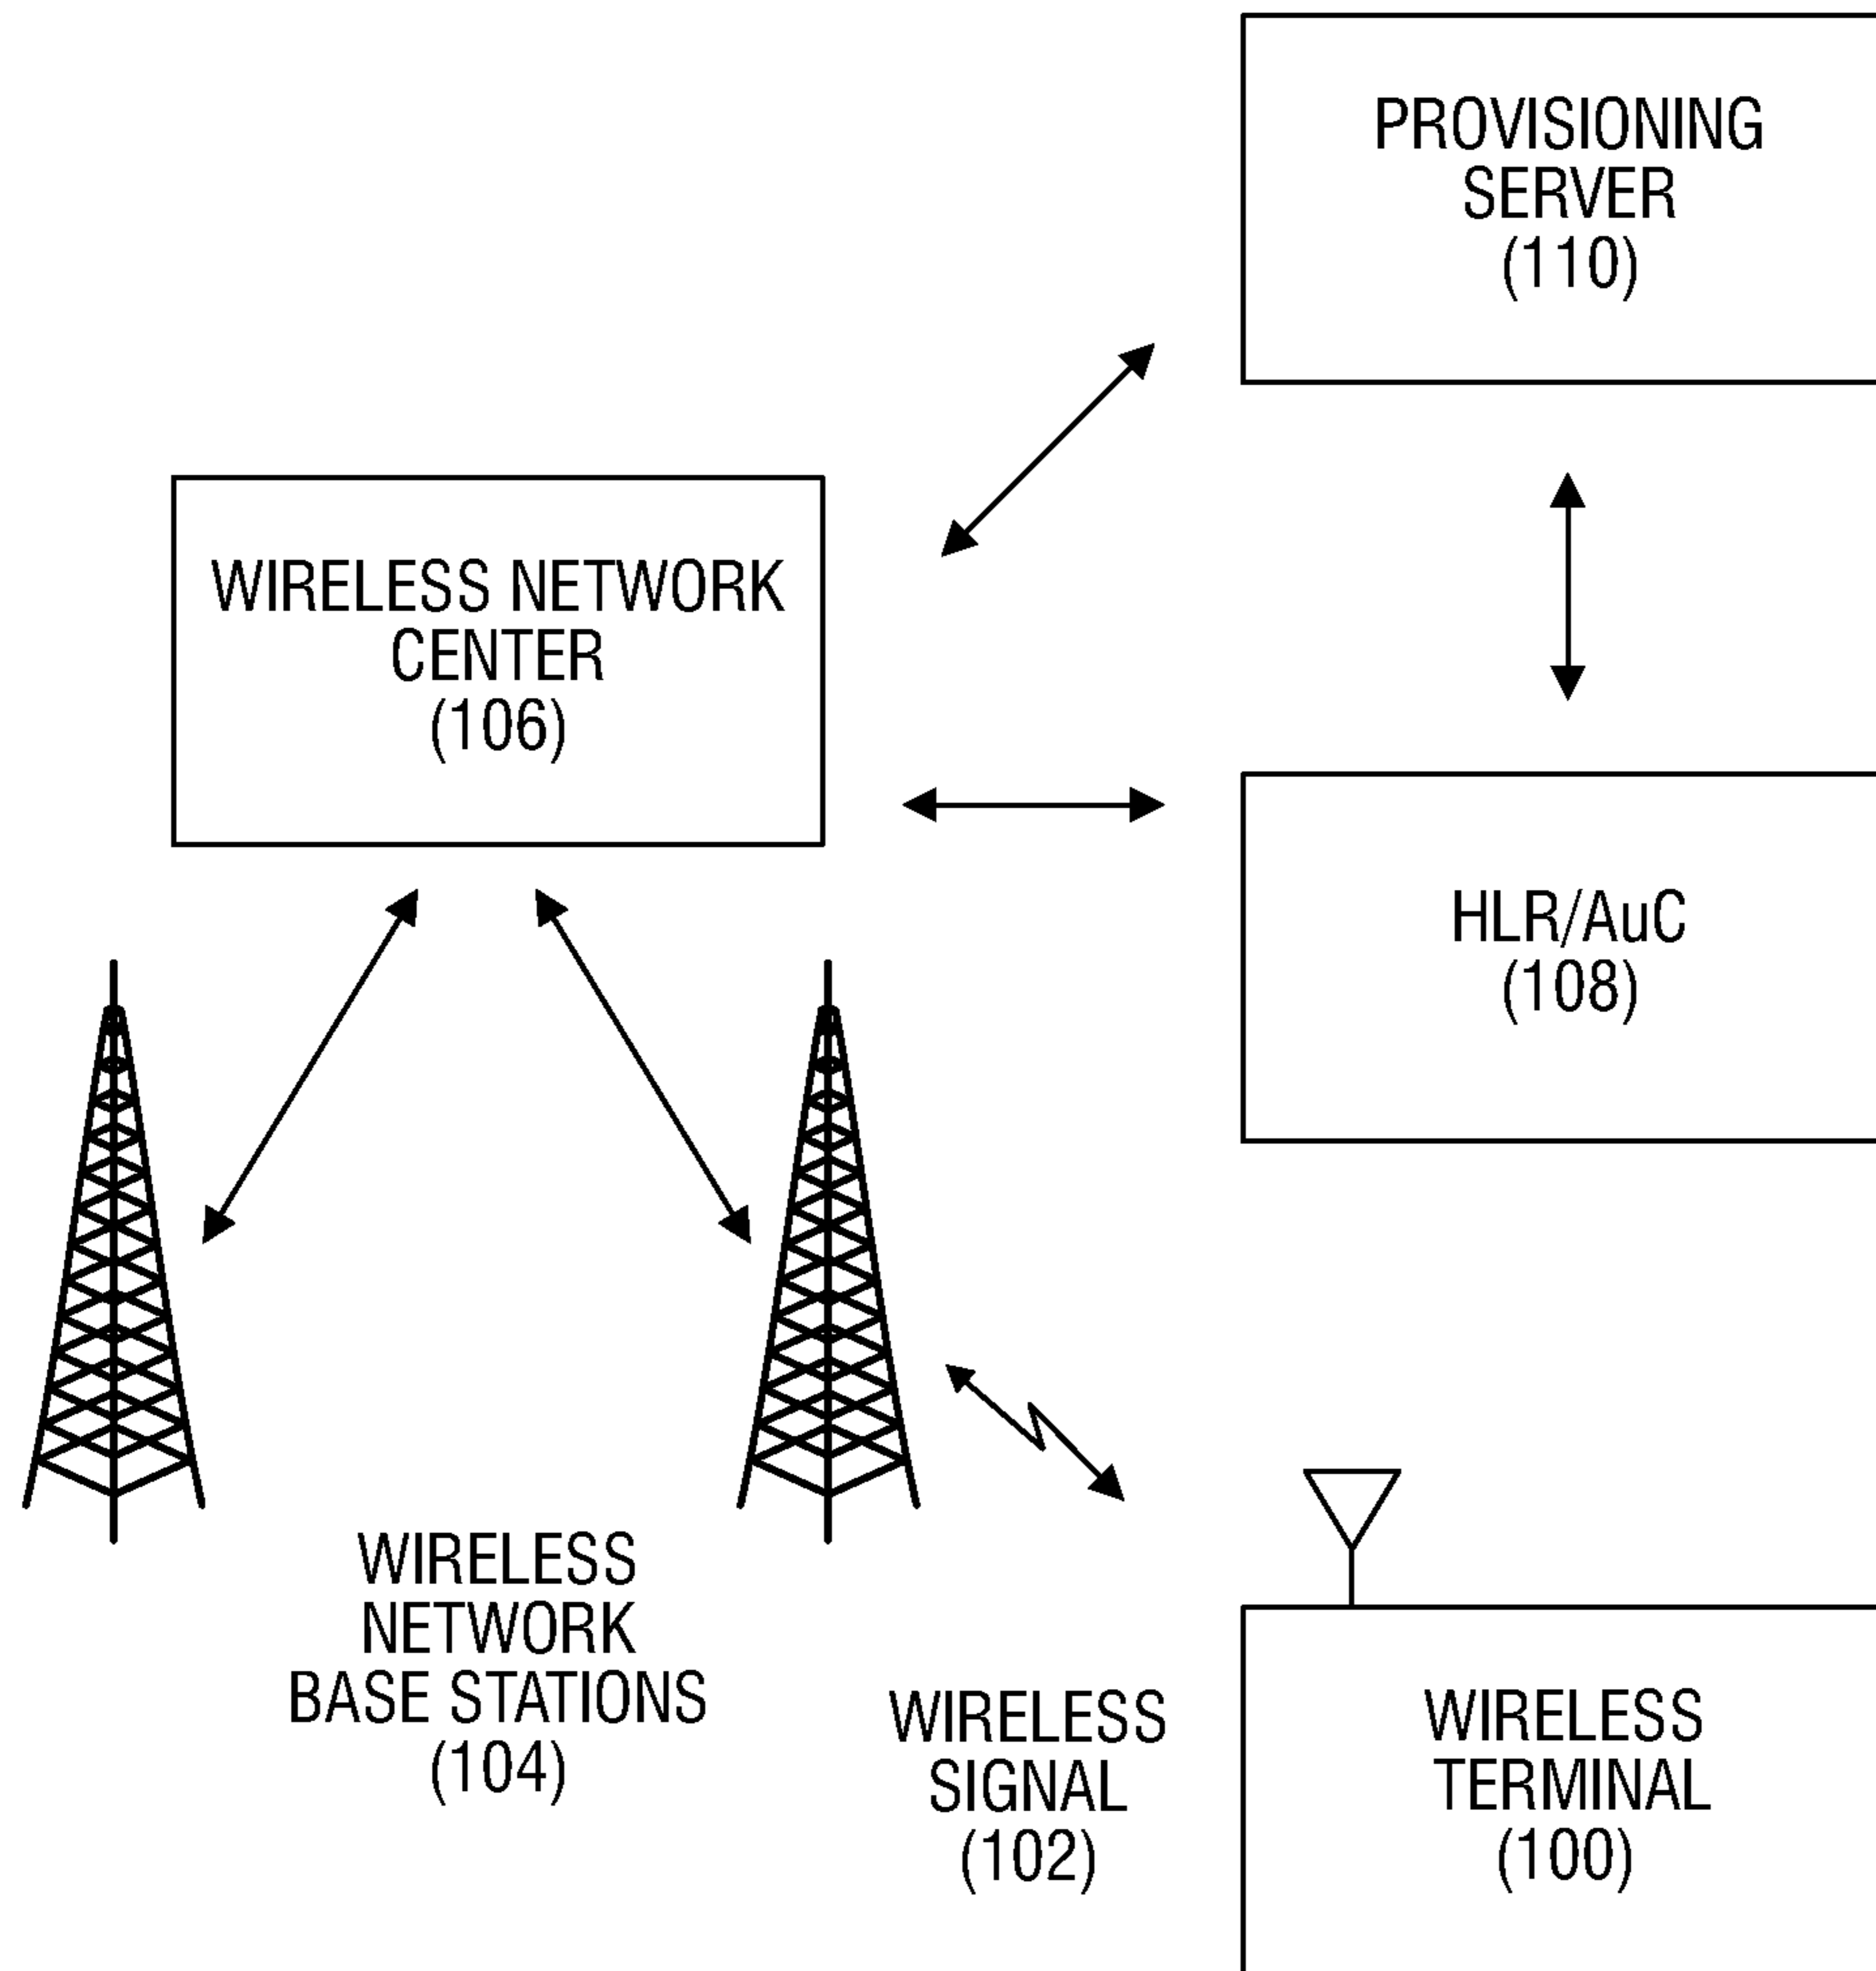 PROVISIONING
SERVER
(110)
WIRELESS NETWORK
CENTER
(106)
HLR/AuC
(108)
WIRELESS
NETWORK
BASE STATIONS
(104)
WIRELESS
SIGNAL
(102)
WIRELESS
TERMINAL
(100)